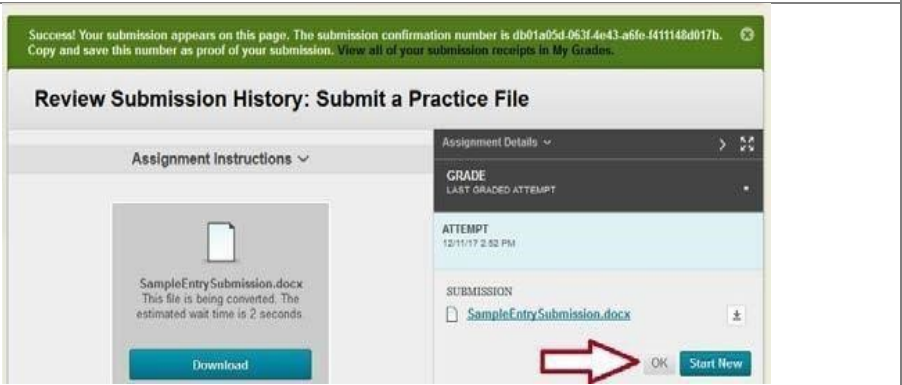 Success! Your submission appears on this page. The submission confirmation number is db01a05d-063f-4e43-a6fe-f411148d017b.
Copy and save this number as proof of your submission. View all of your submission receipts in My Grades.
Review Submission History: Submit a Practice File
Assignment Instructions
SampleEntrySubmission.docx
This file is being converted. The
estimated wait time is 2 seconds
Download
Assignment Details
GRADE
LAST GRADED ATTEMPT
ATTEMPT
12/11/17 2:52 PM
SUBMISSION
SampleEntrySubmission.docx
OK
Start New